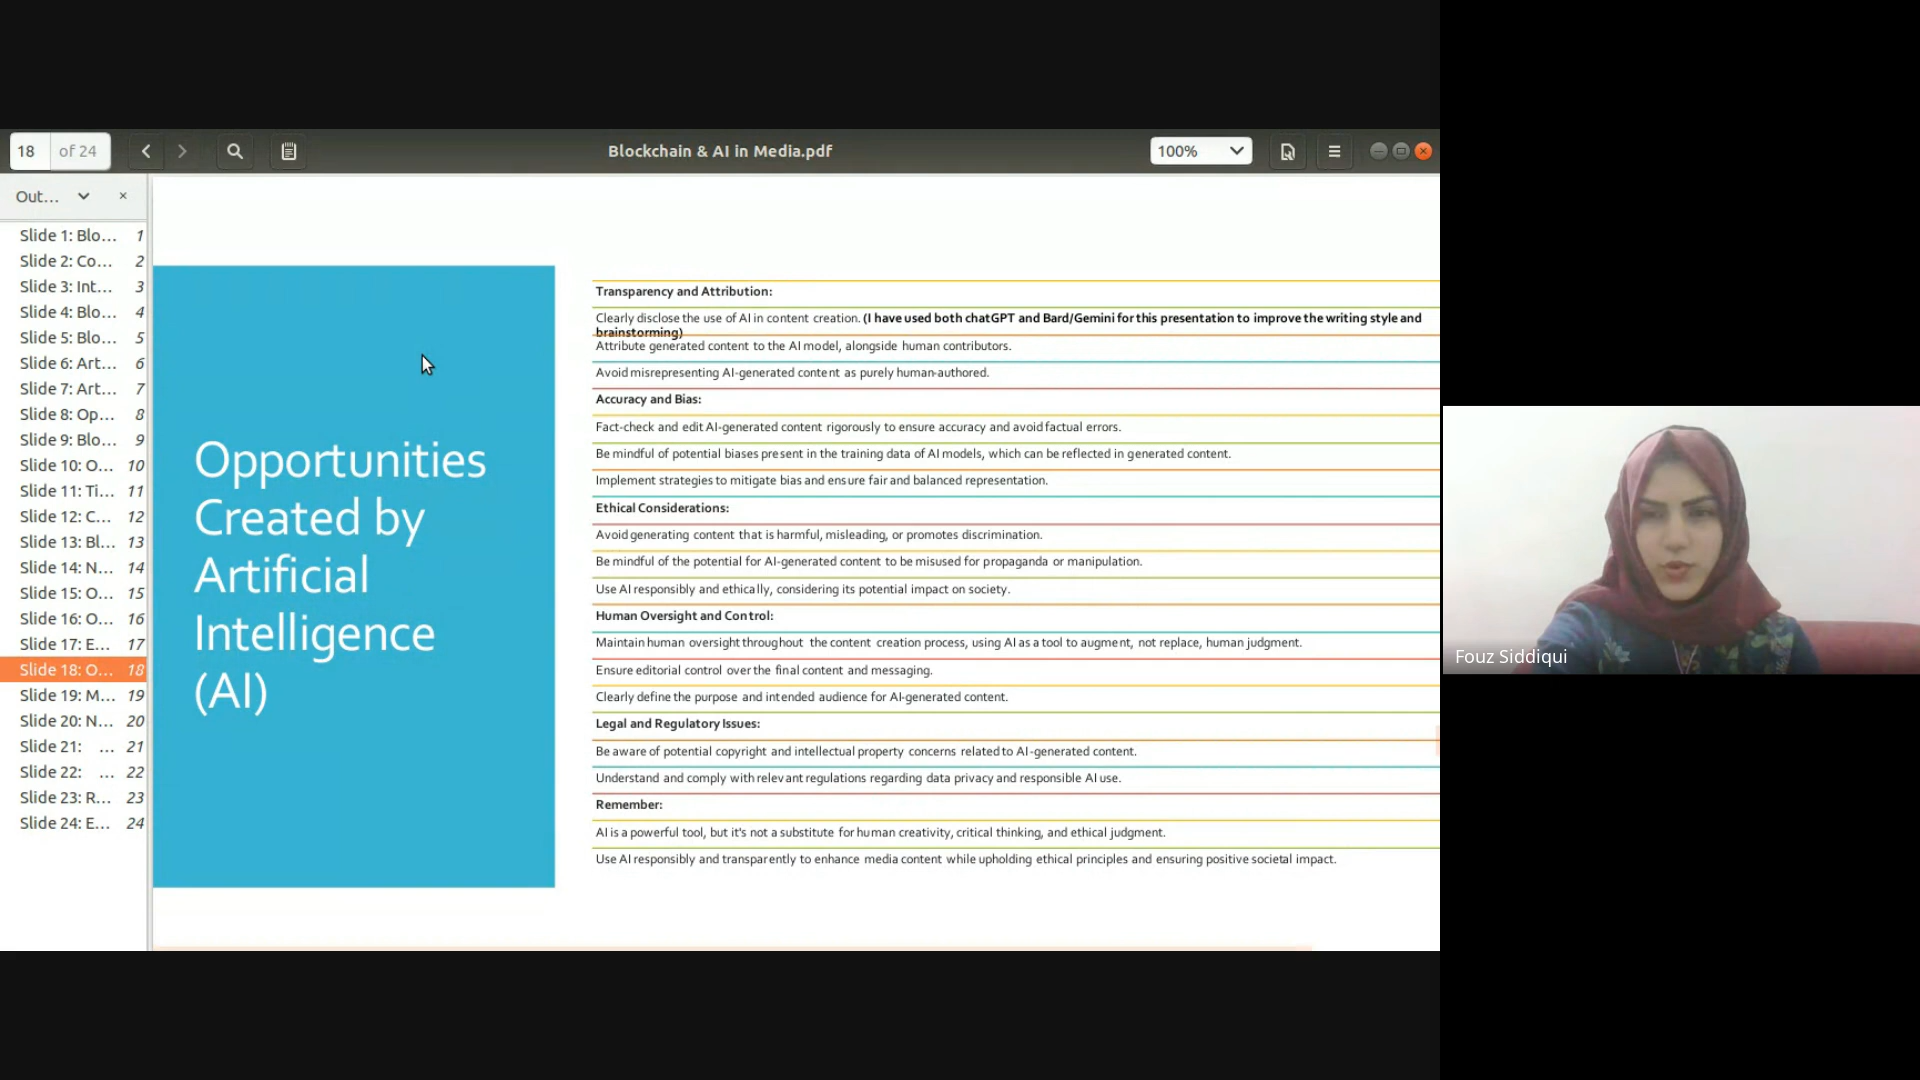 18 of 24
Blockchain & AI in Media.pdf
100%
Out...
Slide 1: Blo... 1
Slide 2: Co... 2
Slide 3: Int... 3
Slide 4: Blo... 4
Slide 5: Blo... 5
Slide 6: Art... 6
Slide 7: Art... 7
Slide 8: Op... 8
Slide 9: Blo... 9
Slide 10: O... 10
Slide 11: Ti... 11
Slide 12: C... 12
Slide 13: Bl... 13
Slide 14: N... 14
Slide 15: O... 15
Slide 16: O... 16
Slide 17: E... 17
Slide 18: O... 18
Slide 19: M... 19
Slide 20: N... 20
Slide 21: ... 21
Slide 22: ... 22
Slide 23: R... 23
Slide 24: E... 24
Opportunities
Created by
Artificial
Intelligence
(AI)
Transparency and Attribution:
Clearly disclose the use of AI in content creation. (I have used both chatGPT and Bard/Gemini for this presentation to improve the writing style and
brainstorming)
Attribute generated content to the AI model, alongside human contributors.
Avoid misrepresenting AI-generated content as purely human-authored.
Accuracy and Bias:
Fact-check and edit AI-generated content rigorously to ensure accuracy and avoid factual errors.
Be mindful of potential biases present in the training data of AI models, which can be reflected in generated content.
Implement strategies to mitigate bias and ensure fair and balanced representation.
Ethical Considerations:
Avoid generating content that is harmful, misleading, or promotes discrimination.
Be mindful of the potential for AI-generated content to be misused for propaganda or manipulation.
Use AI responsibly and ethically, considering its potential impact on society.
Human Oversight and Control:
Maintain human oversight throughout the content creation process, using AI as a tool to augment, not replace, human judgment.
Ensure editorial control over the final content and messaging.
Clearly define the purpose and intended audience for AI-generated content.
Legal and Regulatory Issues:
Be aware of potential copyright and intellectual property concerns related to AI-generated content.
Understand and comply with relevant regulations regarding data privacy and responsible AI use.
Remember:
AI is a powerful tool, but it's not a substitute for human creativity, critical thinking, and ethical judgment.
Use AI responsibly and transparently to enhance media content while upholding ethical principles and ensuring positive societal impact.
Fouz Siddiqui